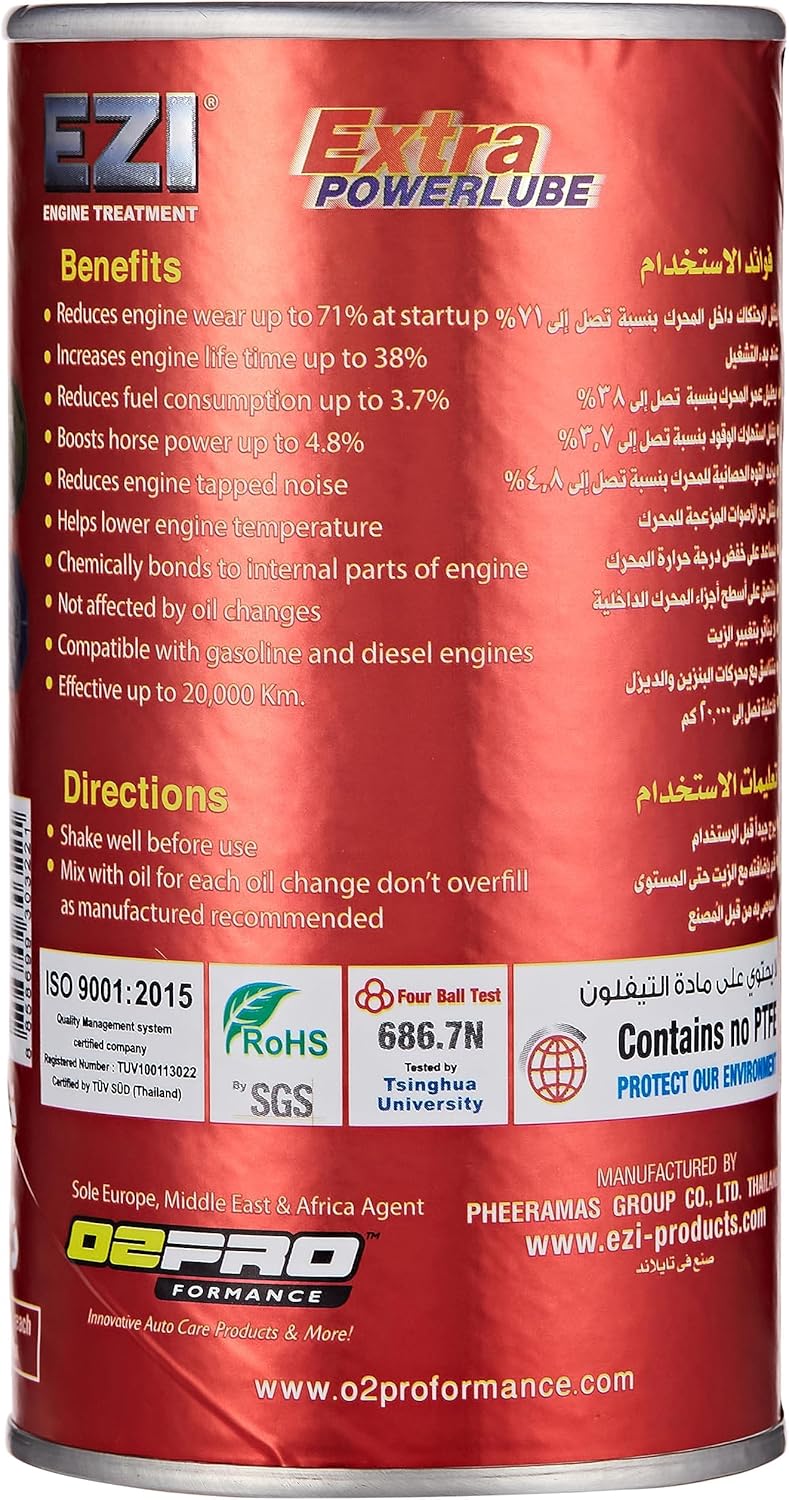 EZI®
ENGINE TREATMENT
Extra
POWERLUBE
Benefits
• Reduces engine wear up to 71% at startup
• Increases engine life time up to 38%
• Reduces fuel consumption up to 3.7%
• Boosts horse power up to 4.8%
• Reduces engine tapped noise
• Helps lower engine temperature
• Chemically bonds to internal parts of engine
• Not affected by oil changes
• Compatible with gasoline and diesel engines
• Effective up to 20,000 Km.
فوائد الاستخدام
الاحتكاك داخل المحرك بنسبة تصل إلى ٧١%
عند بدء التشغيل
عمر المحرك بنسبة تصل إلى ٣٨%
استهلاك الوقود بنسبة تصل إلى ٣,٧%
القوه الحصانية للمحرك بنسبة تصل إلى ٤,٨%
من الأصوات المزعجة للمحرك
على خفض درجة حرارة المحرك
على أسطح أجزاء المحرك الداخلية
بتغيير الزيت
مع محركات البنزين والديزل
تصل إلى ٢٠,٠٠٠ كم
Directions
• Shake well before use
• Mix with oil for each oil change don't overfill
as manufactured recommended
تعليمات الاستخدام
جيداً قبل الاستخدام
مع الزيت حتى المستوى
به من قبل المصنع
ISO 9001:2015
Quality Management system
certified company
Registered Number : TUV100113022
Certified by TÜV SÜD (Thailand)
RoHS
By SGS
Four Ball Test
686.7N
Tested by
Tsinghua
University
يحتوي على مادة التيفلون
Contains no PTFE
PROTECT OUR ENVIRONMENT
Sole Europe, Middle East & Africa Agent
O2PRO™
FORMANCE
Innovative Auto Care Products & More!
MANUFACTURED BY
PHEERAMAS GROUP CO., LTD. THAILAND
www.ezi-products.com
صنع في تايلاند
www.o2proformance.com